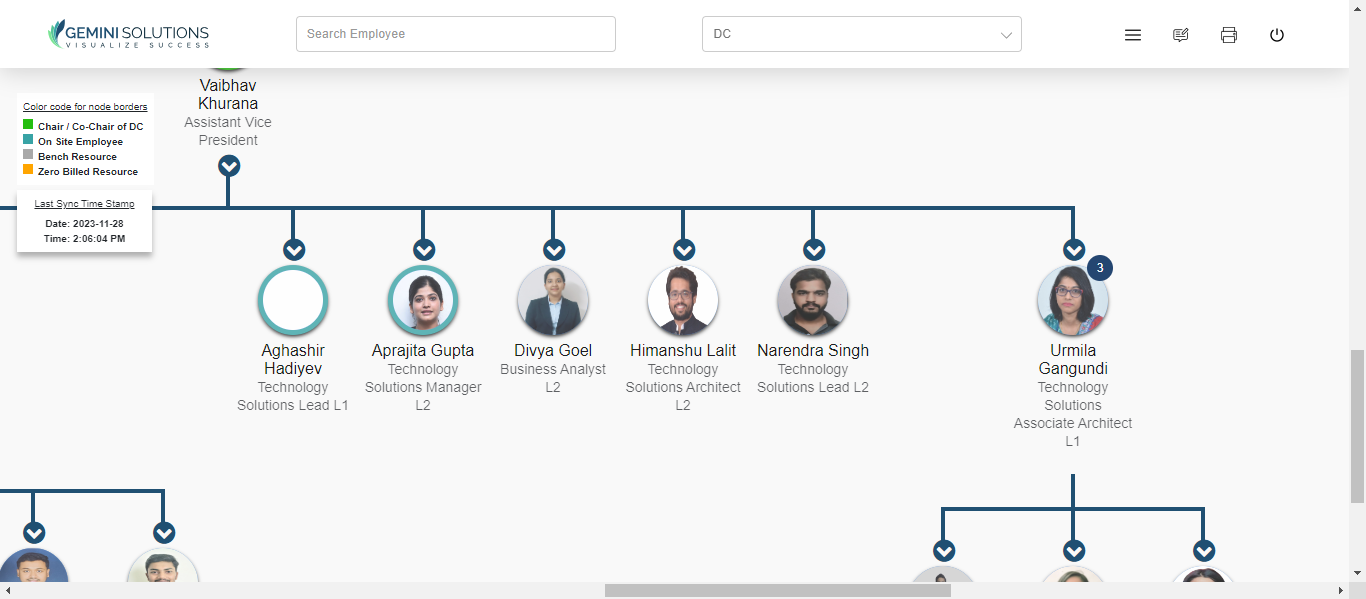 GEMINI SOLUTIONS
VISUALIZE SUCCESS
Search Employee
DC
Vaibhav
Khurana
Assistant Vice
President
Color code for node borders
Chair / Co-Chair of DC
On Site Employee
Bench Resource
Zero Billed Resource
Last Sync Time Stamp
Date: 2023-11-28
Time: 2:06:04 PM
Aghashir
Hadiyev
Technology
Solutions Lead L1
Aprajita Gupta
Technology
Solutions Manager
L2
Divya Goel
Business Analyst
L2
Himanshu Lalit
Technology
Solutions Architect
L2
Narendra Singh
Technology
Solutions Lead L2
3
Urmila
Gangundi
Technology
Solutions
Associate Architect
L1